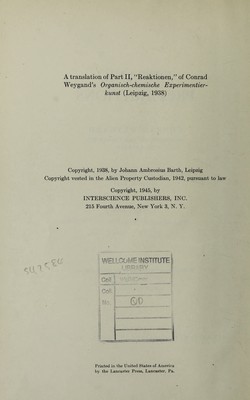 A translation of Part II, "Reaktionen," of Conrad
Weygand's Organisch-chemische Experimentier-
kunst (Leipzig, 1938)
Copyright, 1938, by Johann Ambrosius Barth, Leipzig
Copyright vested in the Alien Property Custodian, 1942, pursuant to law
Copyright, 1945, by
INTERSCIENCE PUBLISHERS, INC.
215 Fourth Avenue, New York 3, N. Y.
WELLCOME INSTITUTE
LIBRARY
Coll.
Call
No.
QD
Printed in the United States of America
by the Lancaster Press, Lancaster, Pa.